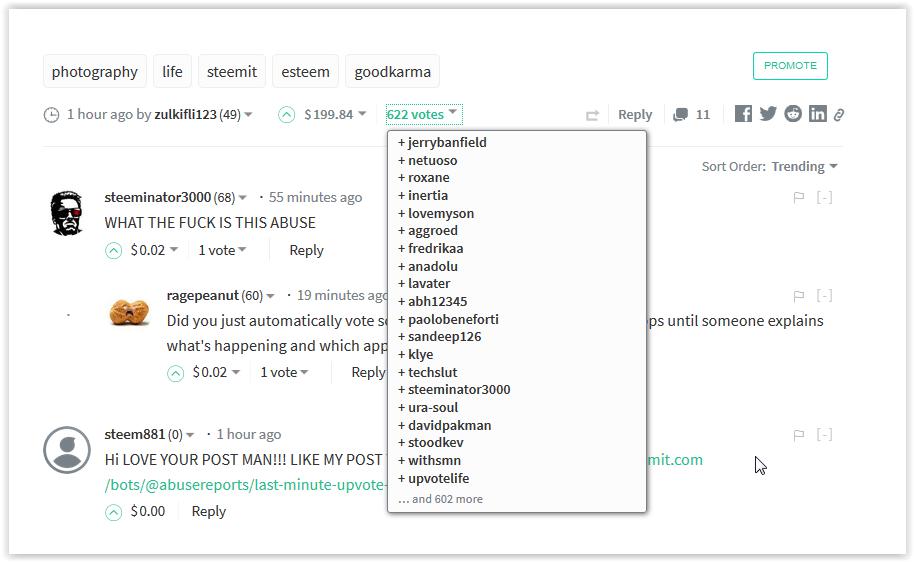 photography life steemit esteem goodkarma PROMOTE
1 hour ago by zulkifli123 (49) $199.84 622 votes Reply 11
+ jerrybanfield
+ netuoso
+ roxane
+ inertia
+ lovemyson
+ aggroed
+ fredrikaa
+ anadolu
+ lavater
+ abh12345
+ paolobeneforti
+ sandeep126
+ klye
+ techslut
+ steeminator3000
+ ura-soul
+ davidpakman
+ stoodkev
+ withsmn
+ upvotelife
... and 602 more
Sort Order: Trending
steeminator3000 (68) · 55 minutes ago [-]
WHAT THE FUCK IS THIS ABUSE
$0.02 1 vote Reply
ragepeanut (60) · 19 minutes ago [-]
Did you just automatically vote ps until someone explains
what's happening and which app
$0.02 1 vote Reply
steem881 (0) · 1 hour ago [-]
Hi LOVE YOUR POST MAN!!! LIKE MY POST mit.com
/bots/@abusereports/last-minute-upvote-
$0.00 Reply